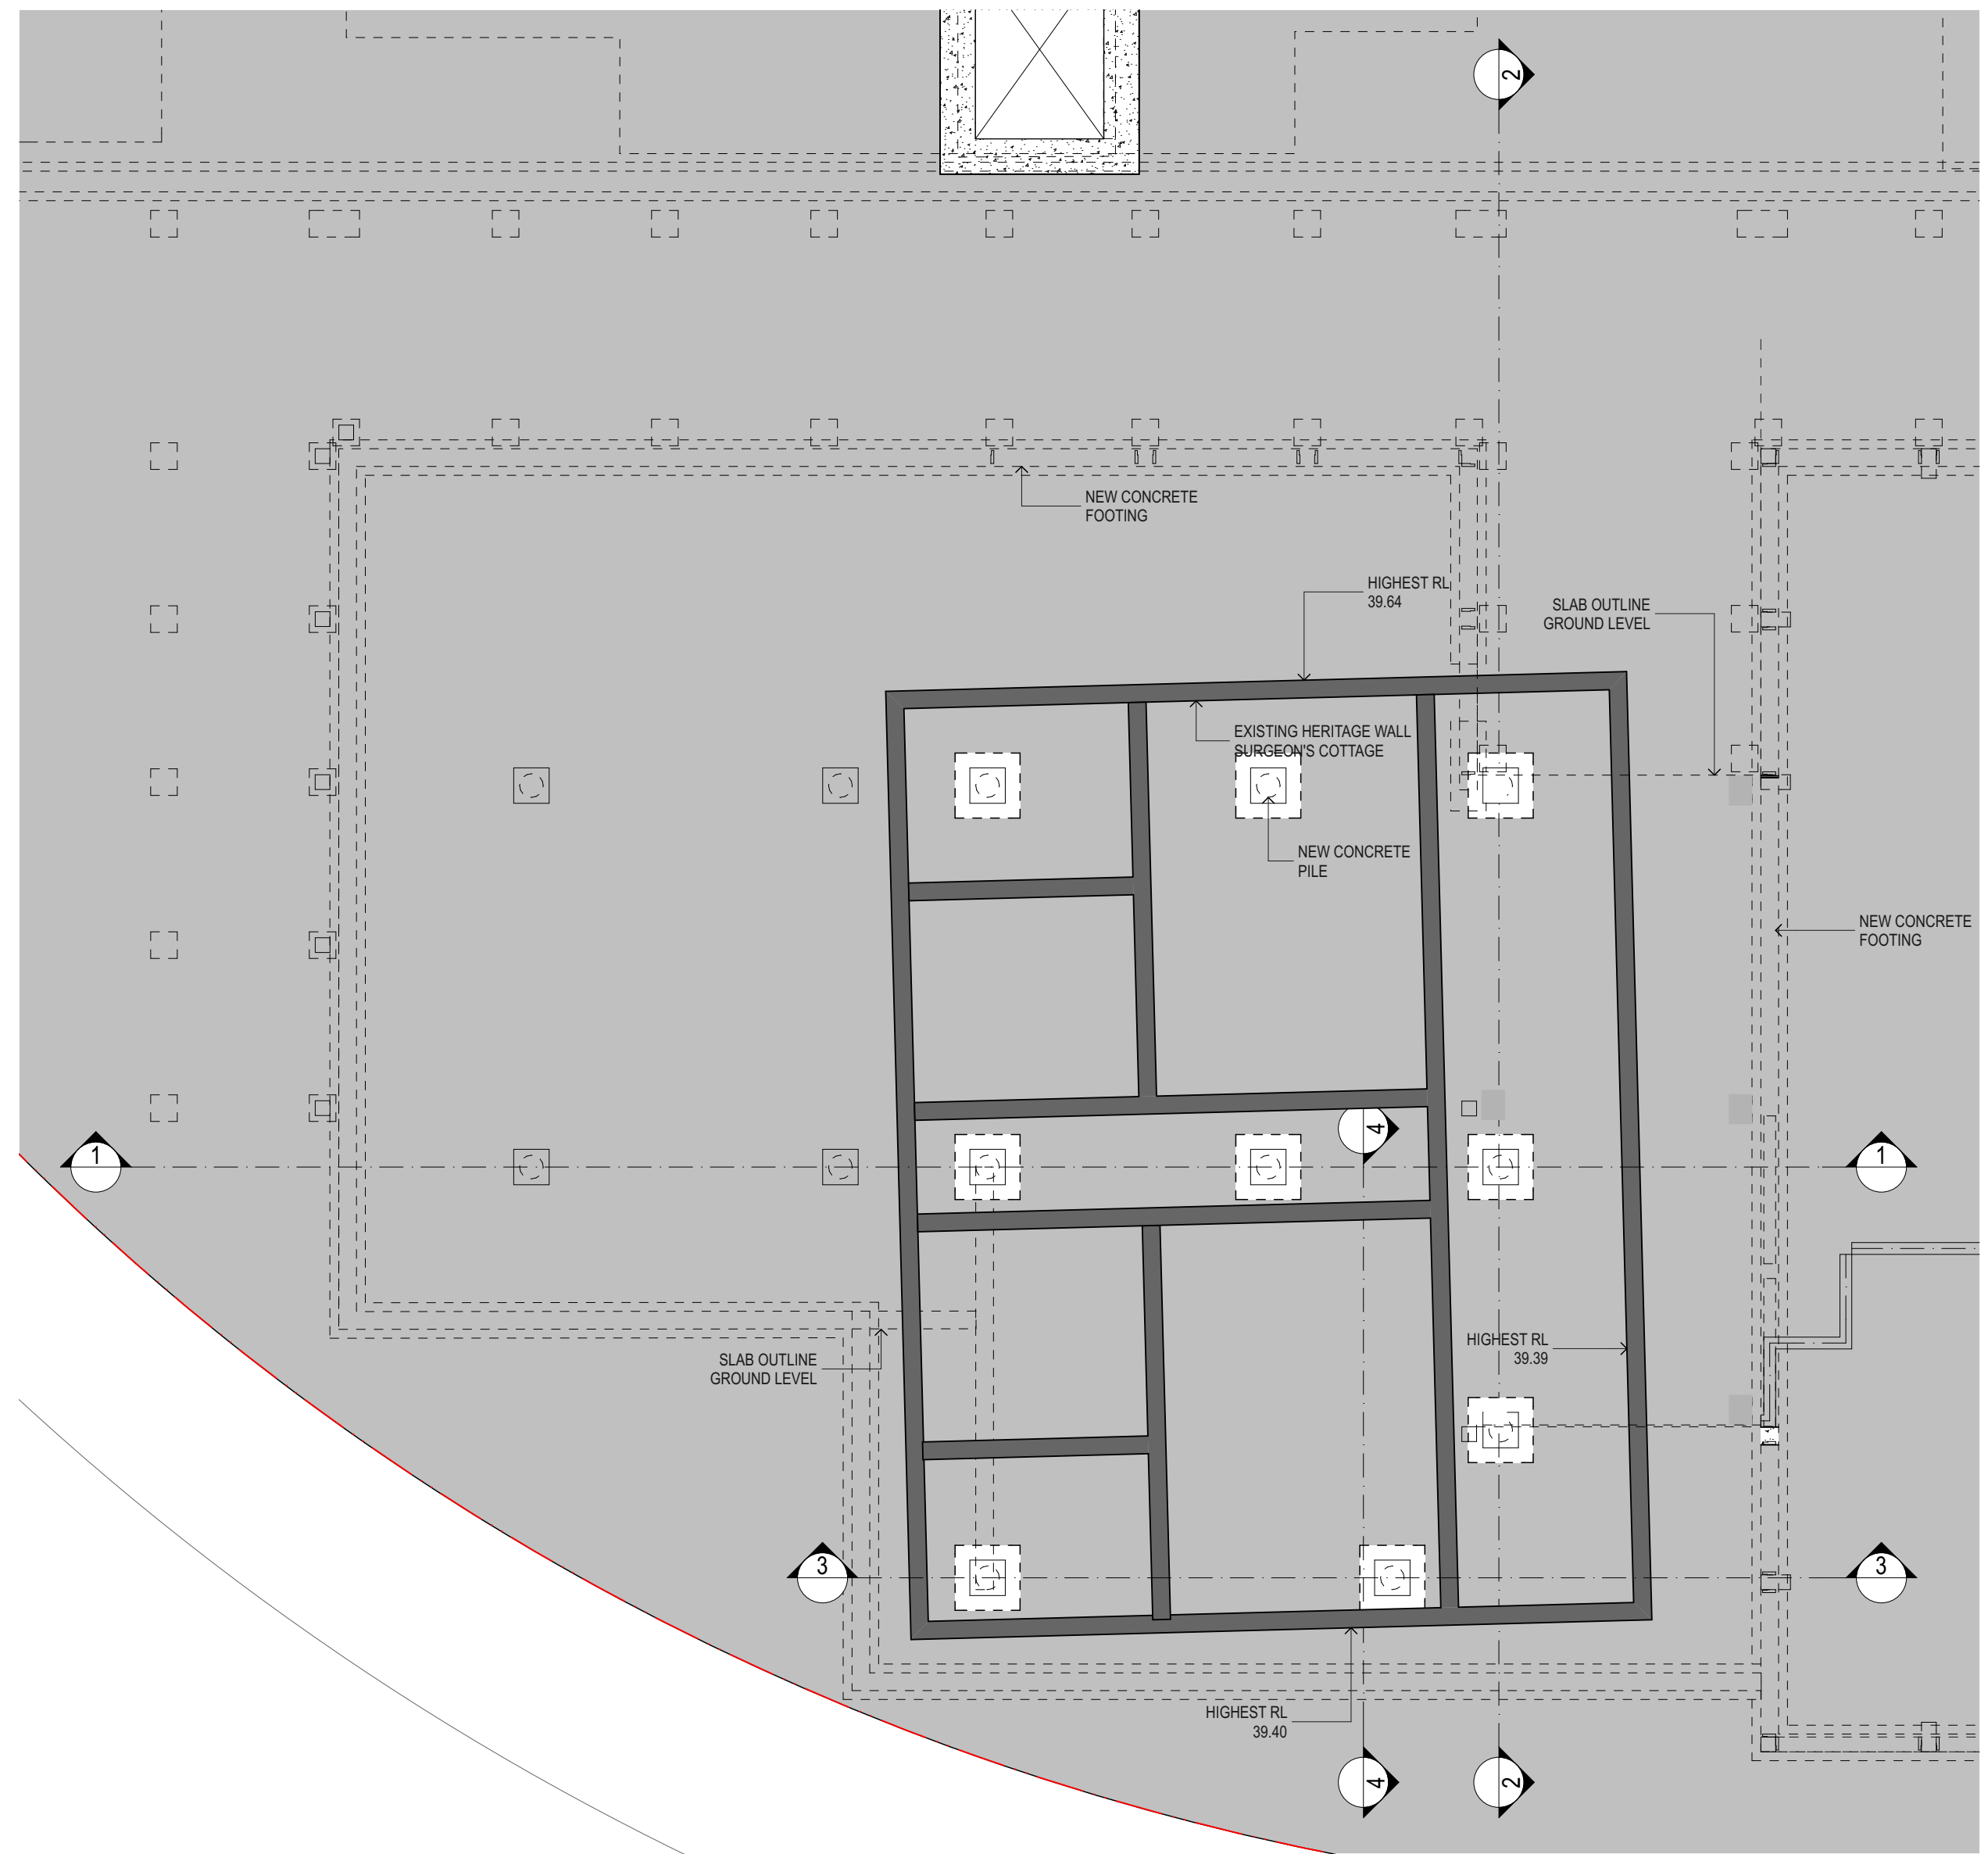 2
NEW CONCRETE
FOOTING
HIGHEST RL
39.64
SLAB OUTLINE
GROUND LEVEL
EXISTING HERITAGE WALL
SURGEON'S COTTAGE
NEW CONCRETE
PILE
NEW CONCRETE
FOOTING
4
1
1
HIGHEST RL
39.39
SLAB OUTLINE
GROUND LEVEL
3
3
HIGHEST RL
39.40
4
2